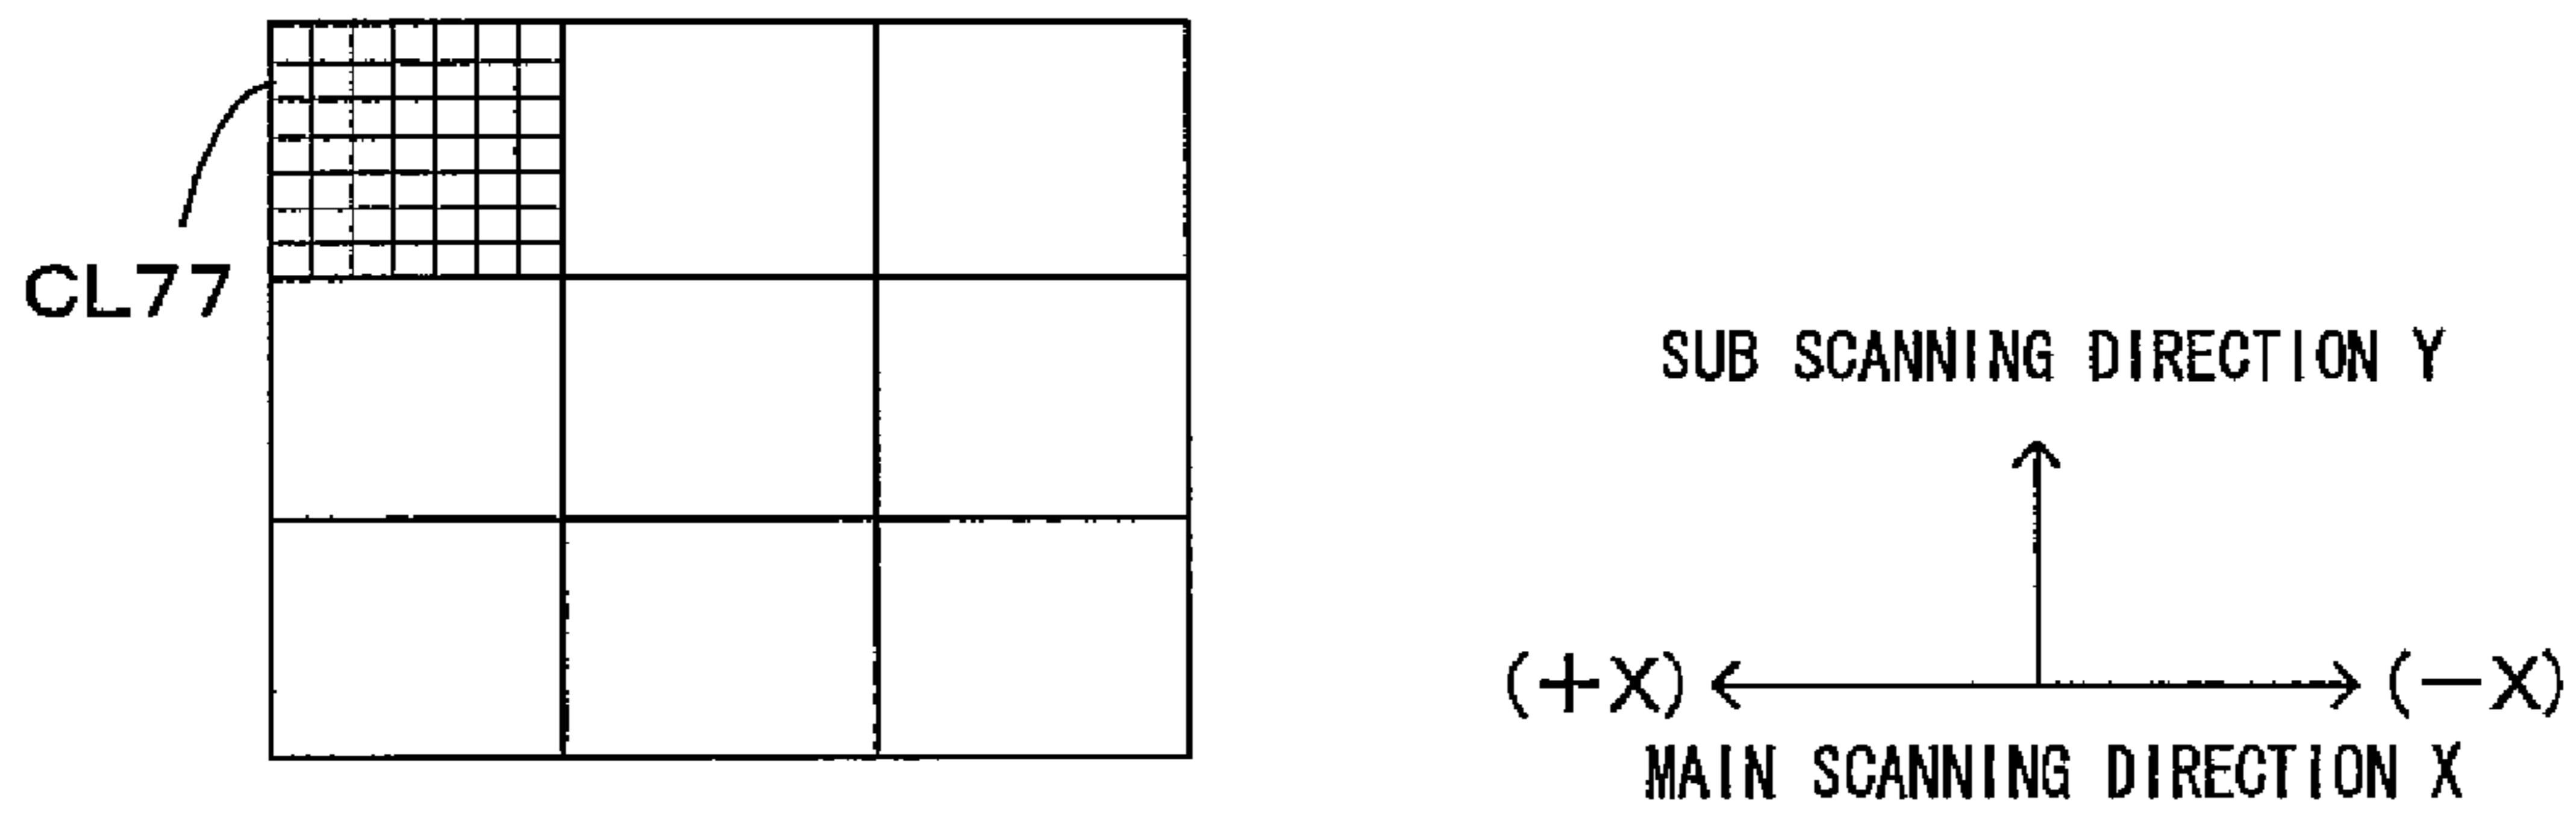 CL77
SUB SCANNING DIRECTION Y
(+X)
(-X)
MAIN SCANNING DIRECTION X